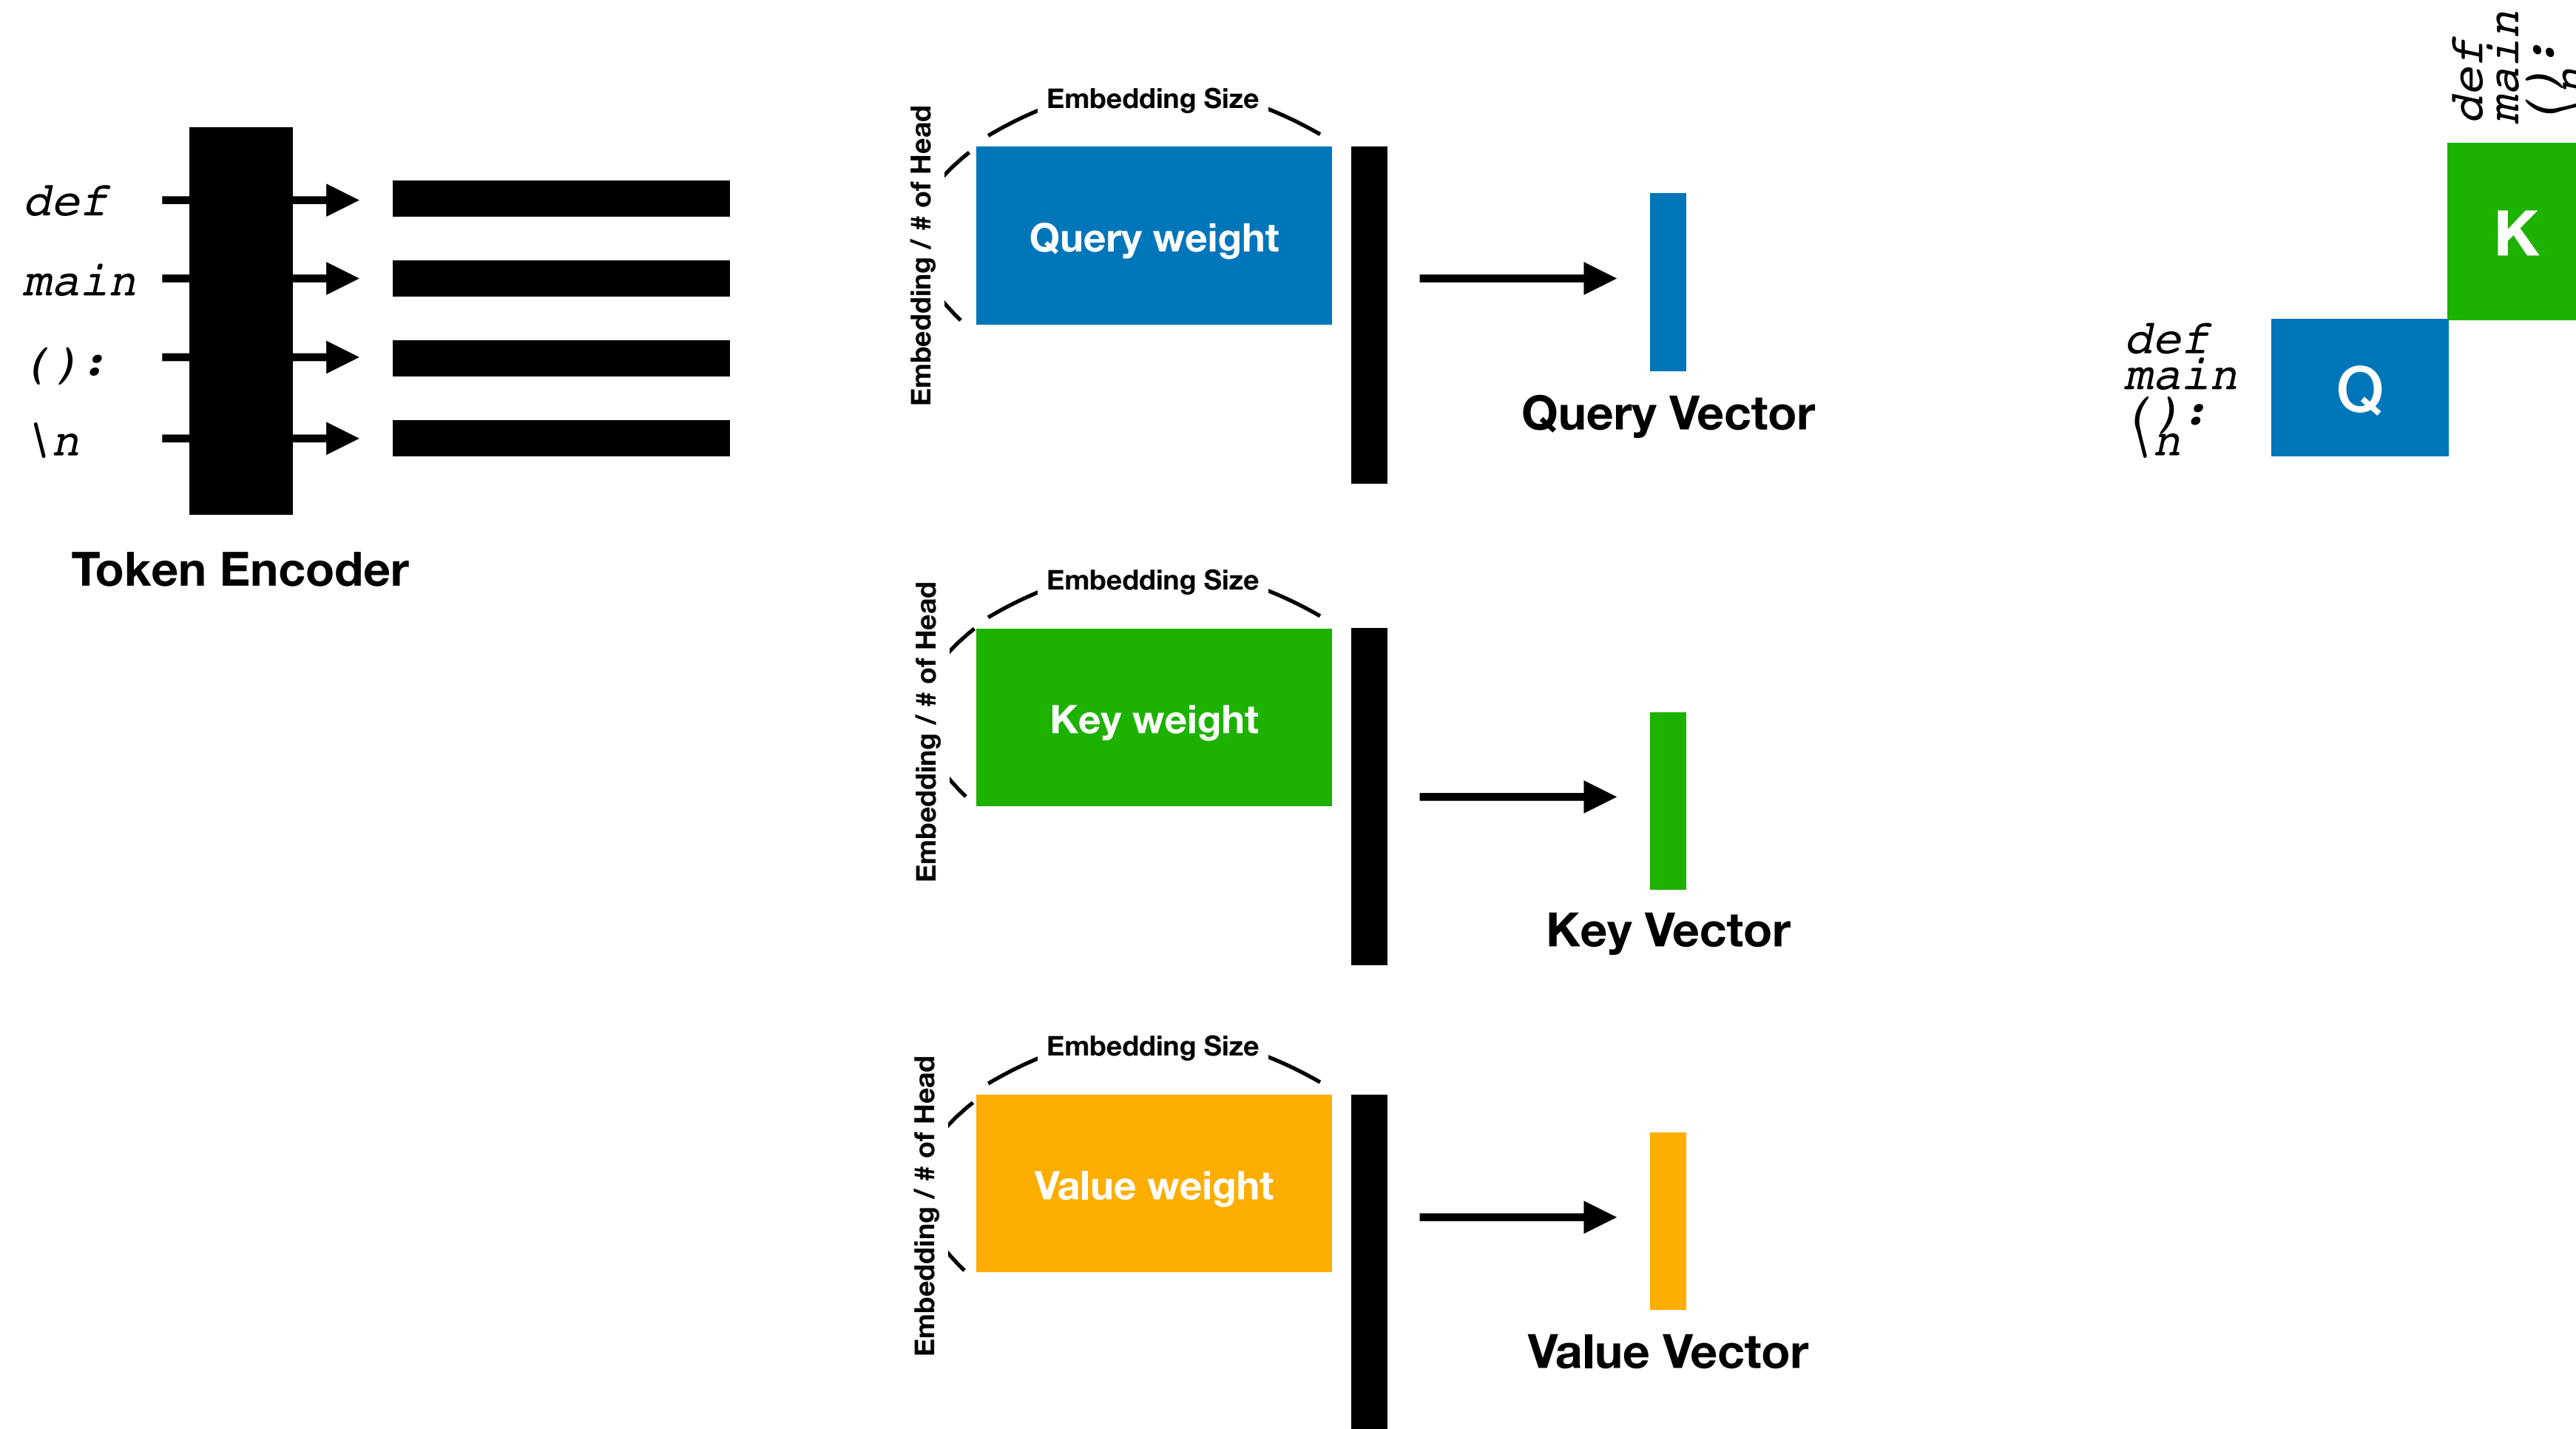 def
main
():
\n
Token Encoder
Embedding Size
Embedding / # of Head
Query weight
Query Vector
Embedding Size
Embedding / # of Head
Key weight
Key Vector
Embedding Size
Embedding / # of Head
Value weight
Value Vector
def
main
():
\n
K
def
main
():
\n
Q